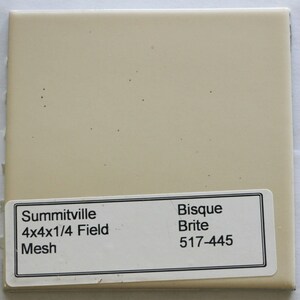 Summitville Bisque
4x4x1/4 Field Brite
Mesh 517-445